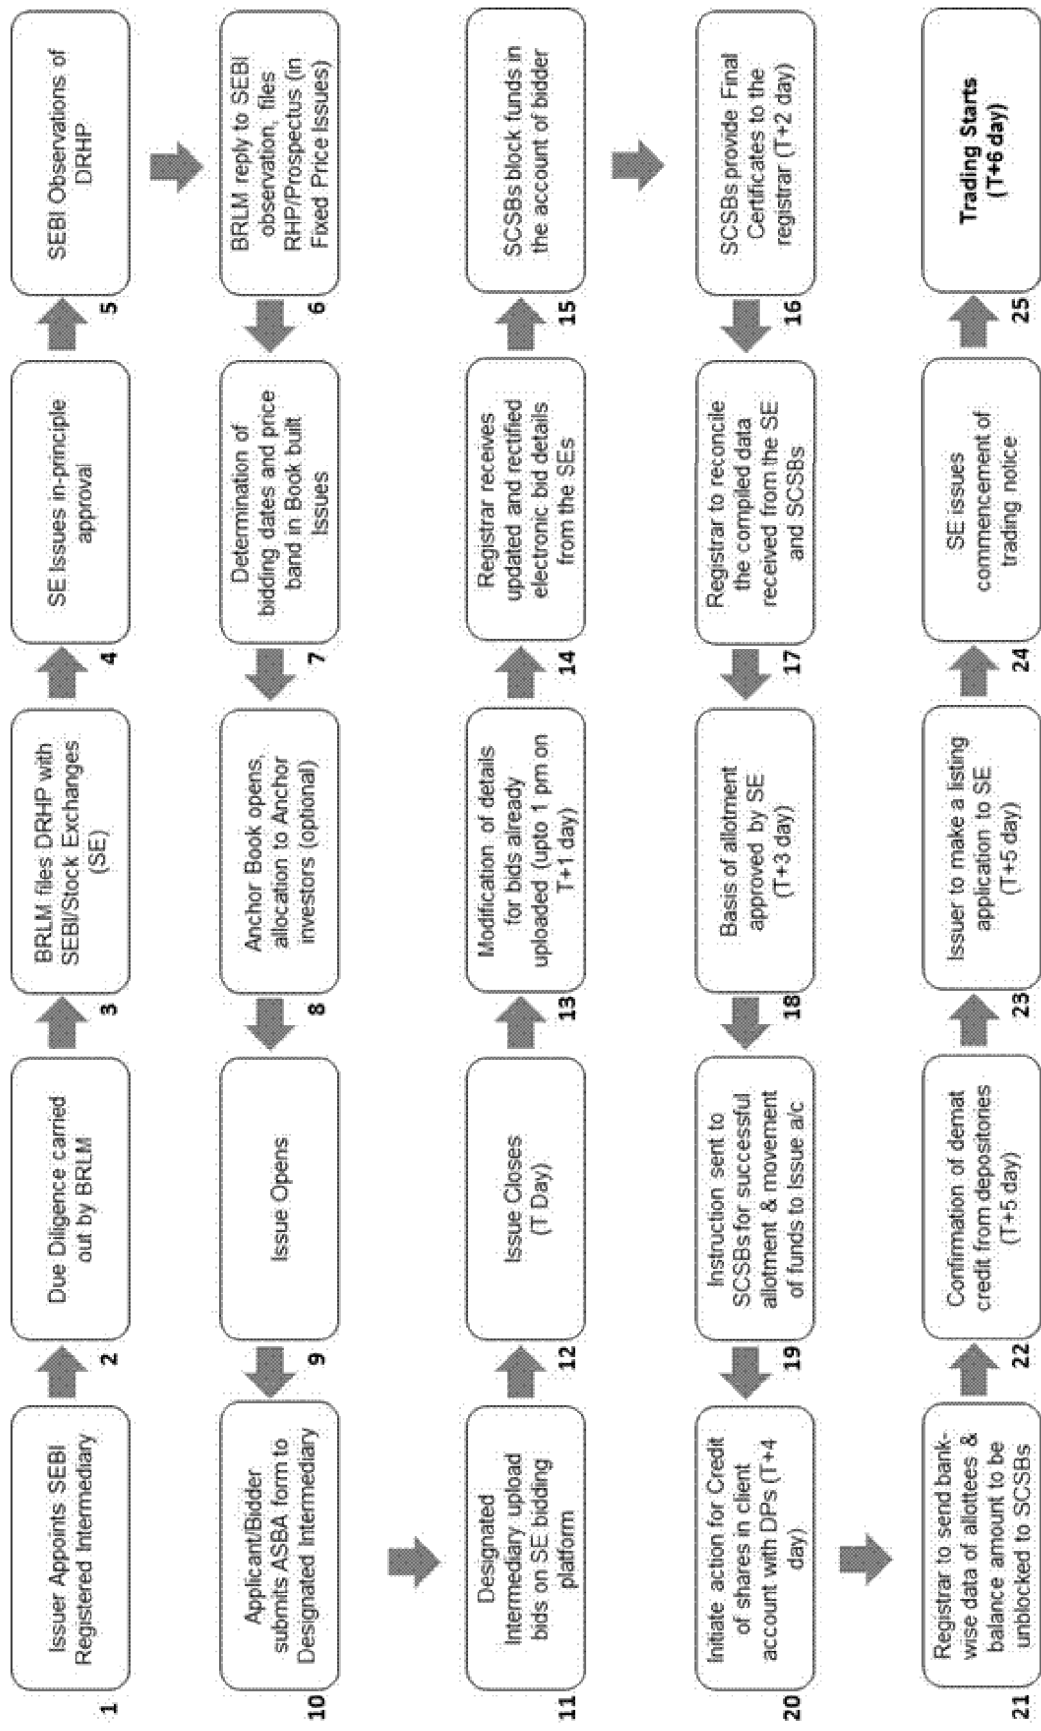 1
Issuer Appoints SEBI
Registered Intermediary
2
Due Diligence carried
out by BRLM
3
BRLM files DRHP with
SEBI/Stock Exchanges
(SE)
4
SE Issues in-principle
approval
5
SEBI Observations of
DRHP
6
BRLM reply to SEBI
observation, files
RHP/Prospectus (in
Fixed Price Issues)
7
Determination of
bidding dates and price
band in Book built
Issues
8
Anchor Book opens,
allocation to Anchor
investors (optional)
9
Issue Opens
10
Applicant/Bidder
submits ASBA form to
Designated Intermediary
11
Designated
Intermediary upload
bids on SE bidding
platform
12
Issue Closes
(T Day)
13
Modification of details
for bids already
uploaded (upto 1 pm on
T+1 day)
14
Registrar receives
updated and rectified
electronic bid details
from the SEs
15
SCSBs block funds in
the account of bidder
16
SCSBs provide Final
Certificates to the
registrar (T+2 day)
17
Registrar to reconcile
the compiled data
received from the SE
and SCSBs
18
Basis of allotment
approved by SE
(T+3 day)
19
Instruction sent to
SCSBs for successful
allotment & movement
of funds to Issue a/c
20
Initiate action for Credit
of shares in client
account with DPs (T+4
day)
21
Registrar to send bank-
wise data of allottees &
balance amount to be
unblocked to SCSBs
22
Confirmation of demat
credit from depositories
(T+5 day)
23
Issuer to make a listing
application to SE
(T+5 day)
24
SE issues
commencement of
trading notice
25
Trading Starts
(T+6 day)